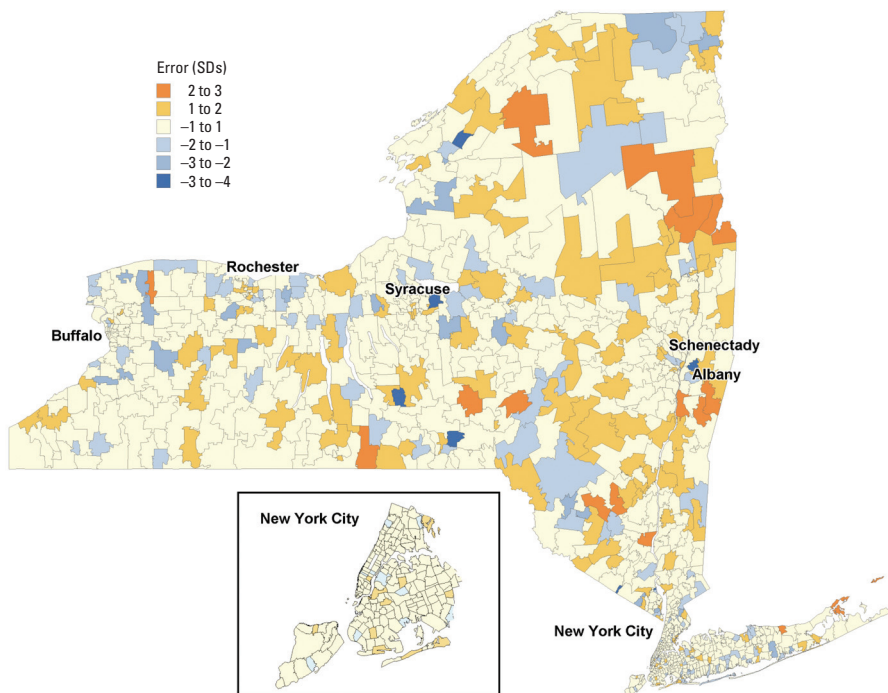 Error (SDs)
2 to 3
1 to 2
–1 to 1
–2 to –1
–3 to –2
–3 to –4
Rochester
Syracuse
Buffalo
Schenectady
Albany
New York City
New York City